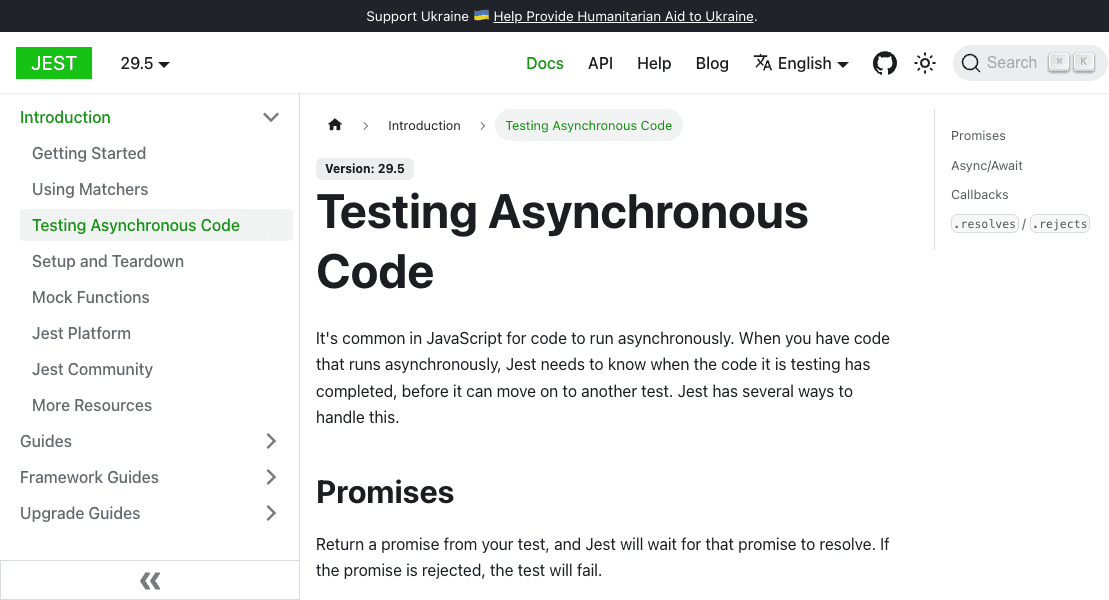 Support Ukraine 🇺🇦 Help Provide Humanitarian Aid to Ukraine.
JEST
29.5
Docs
API
Help
Blog
English
Search
⌘
K
Introduction
Getting Started
Using Matchers
Testing Asynchronous Code
Setup and Teardown
Mock Functions
Jest Platform
Jest Community
More Resources
Guides
Framework Guides
Upgrade Guides
Introduction
Testing Asynchronous Code
Version: 29.5
Testing Asynchronous
Code
It's common in JavaScript for code to run asynchronously. When you have code
that runs asynchronously, Jest needs to know when the code it is testing has
completed, before it can move on to another test. Jest has several ways to
handle this.
Promises
Return a promise from your test, and Jest will wait for that promise to resolve. If
the promise is rejected, the test will fail.
Promises
Async/Await
Callbacks
.resolves / .rejects